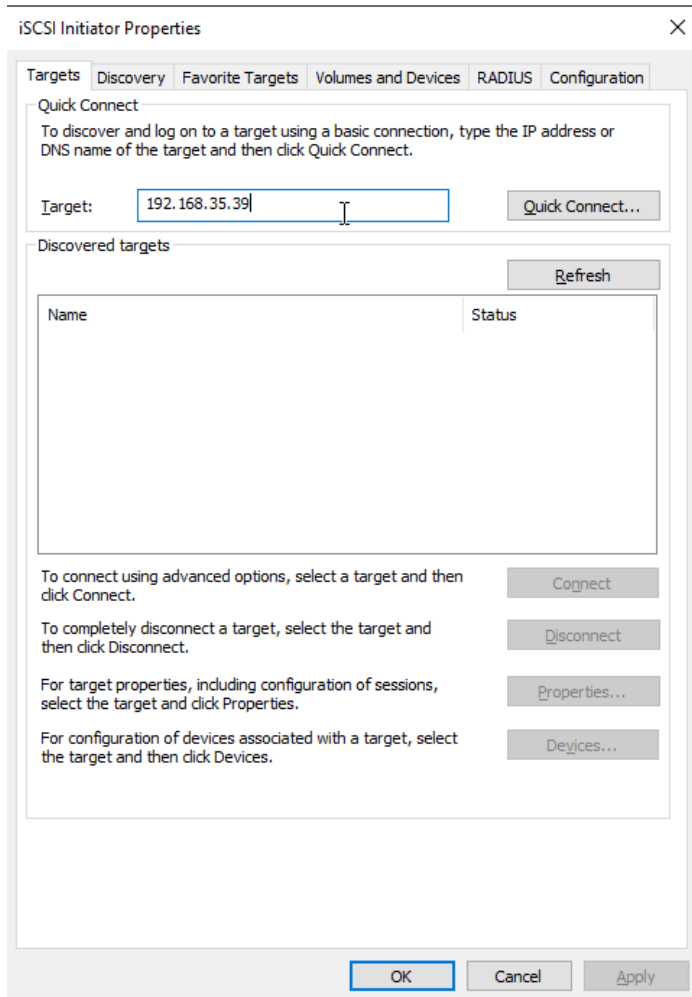 iSCSI Initiator Properties
Targets Discovery Favorite Targets Volumes and Devices RADIUS Configuration
Quick Connect
To discover and log on to a target using a basic connection, type the IP address or
DNS name of the target and then click Quick Connect.
Target: 192.168.35.39 Quick Connect...
Discovered targets
Refresh
Name Status
To connect using advanced options, select a target and then
click Connect.
Connect
To completely disconnect a target, select the target and
then click Disconnect.
Disconnect
For target properties, including configuration of sessions,
select the target and click Properties.
Properties...
For configuration of devices associated with a target, select
the target and then click Devices.
Devices...
OK Cancel Apply